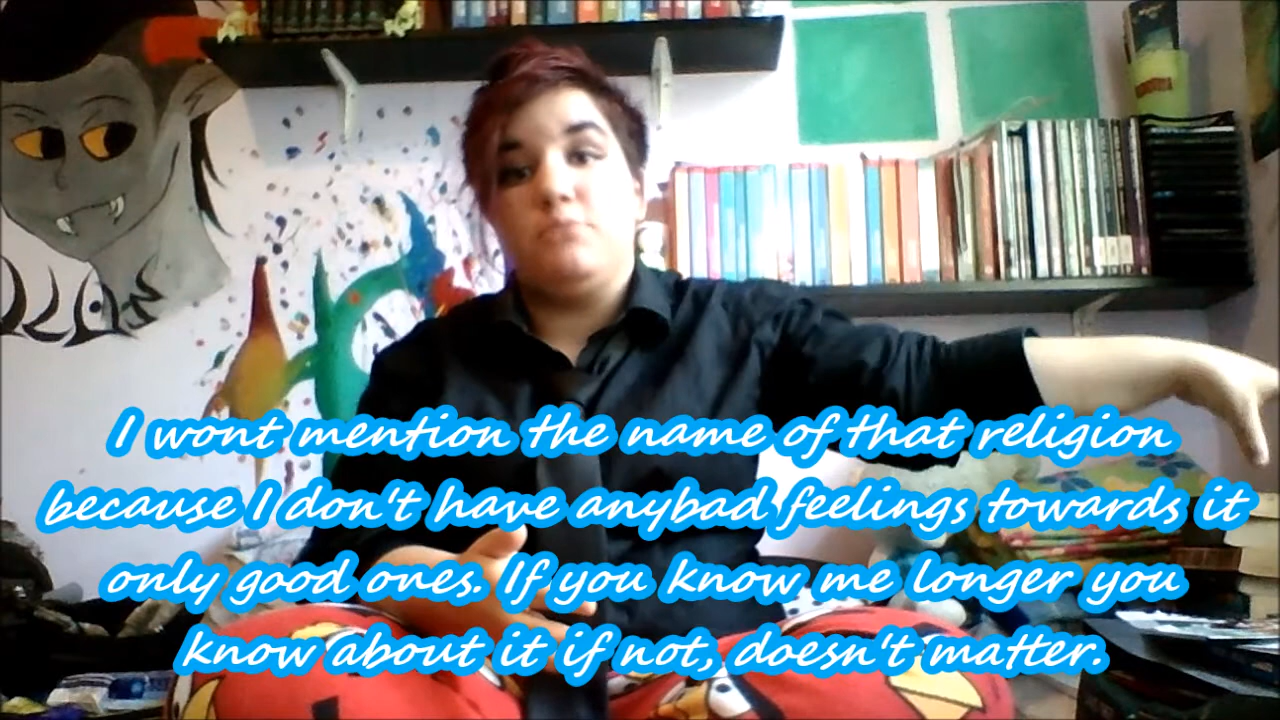 I wont mention the name of that religion
because I don't have anybad feelings towards it
only good ones. If you know me longer you
know about it if not, doesn't matter.